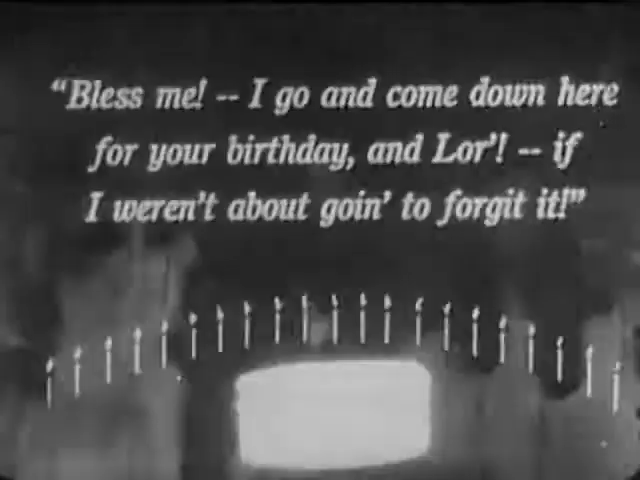 “Bless me! -- I go and come down here
for your birthday, and Lor'! -- if
I weren't about goin' to forgit it!”